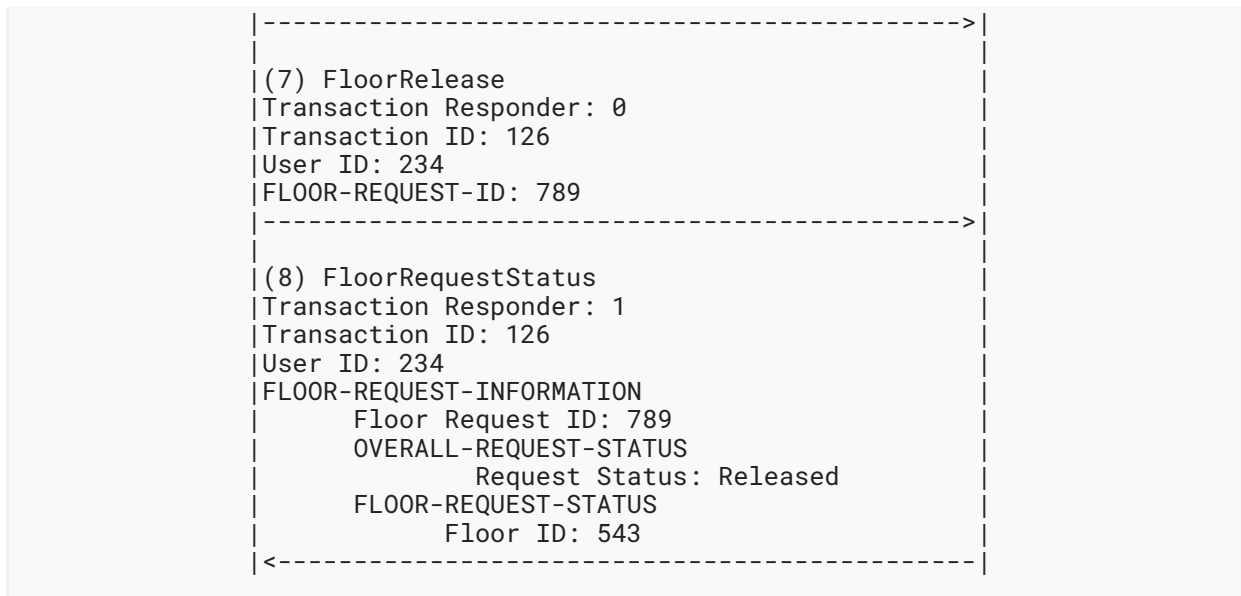 |---------------------------------------------->|
|                                               |
|(7) FloorRelease                               |
|Transaction Responder: 0                       |
|Transaction ID: 126                            |
|User ID: 234                                   |
|FLOOR-REQUEST-ID: 789                          |
|---------------------------------------------->|
|                                               |
|(8) FloorRequestStatus                         |
|Transaction Responder: 1                       |
|Transaction ID: 126                            |
|User ID: 234                                   |
|FLOOR-REQUEST-INFORMATION                      |
|      Floor Request ID: 789                    |
|      OVERALL-REQUEST-STATUS                   |
|              Request Status: Released         |
|      FLOOR-REQUEST-STATUS                     |
|            Floor ID: 543                      |
|<----------------------------------------------|